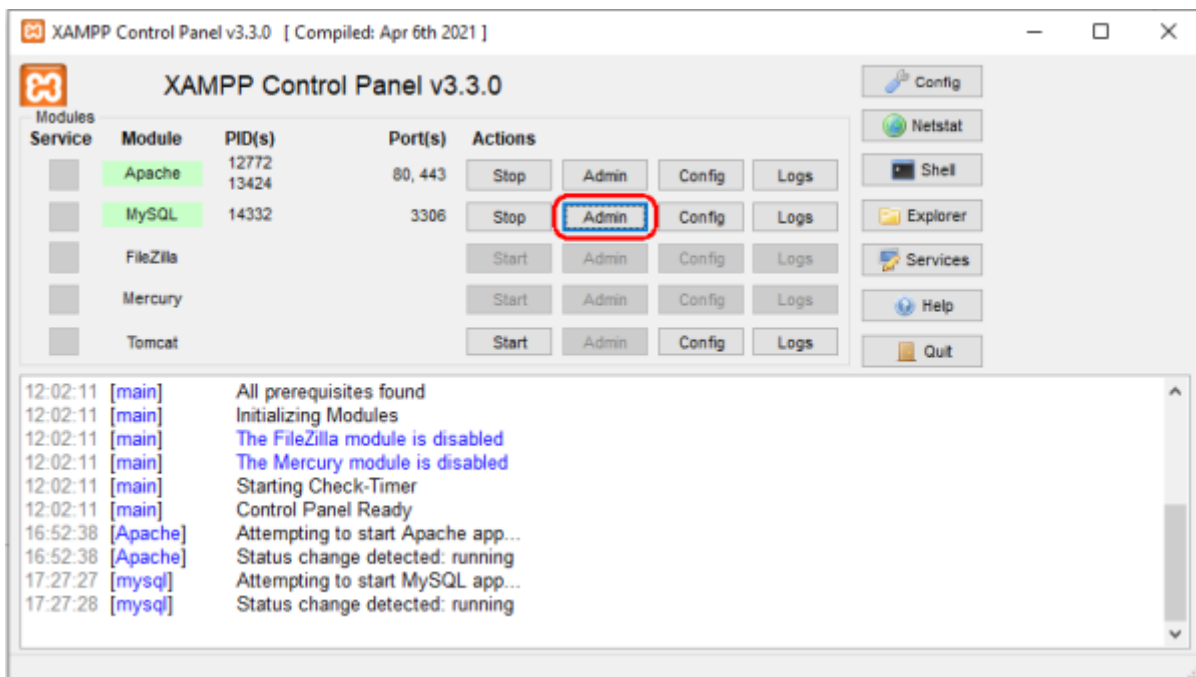 XAMPP Control Panel v3.3.0 [ Compiled: Apr 6th 2021 ]
XAMPP Control Panel v3.3.0
Config
Modules
Service Module PID(s) Port(s) Actions
Netstat
Apache 12772 13424 80, 443 Stop Admin Config Logs
Shell
MySQL 14332 3306 Stop Admin Config Logs
Explorer
FileZilla Start Admin Config Logs
Services
Mercury Start Admin Config Logs
Help
Tomcat Start Admin Config Logs
Quit
12:02:11 [main] All prerequisites found
12:02:11 [main] Initializing Modules
12:02:11 [main] The FileZilla module is disabled
12:02:11 [main] The Mercury module is disabled
12:02:11 [main] Starting Check-Timer
12:02:11 [main] Control Panel Ready
16:52:38 [Apache] Attempting to start Apache app...
16:52:38 [Apache] Status change detected: running
17:27:27 [mysql] Attempting to start MySQL app...
17:27:28 [mysql] Status change detected: running